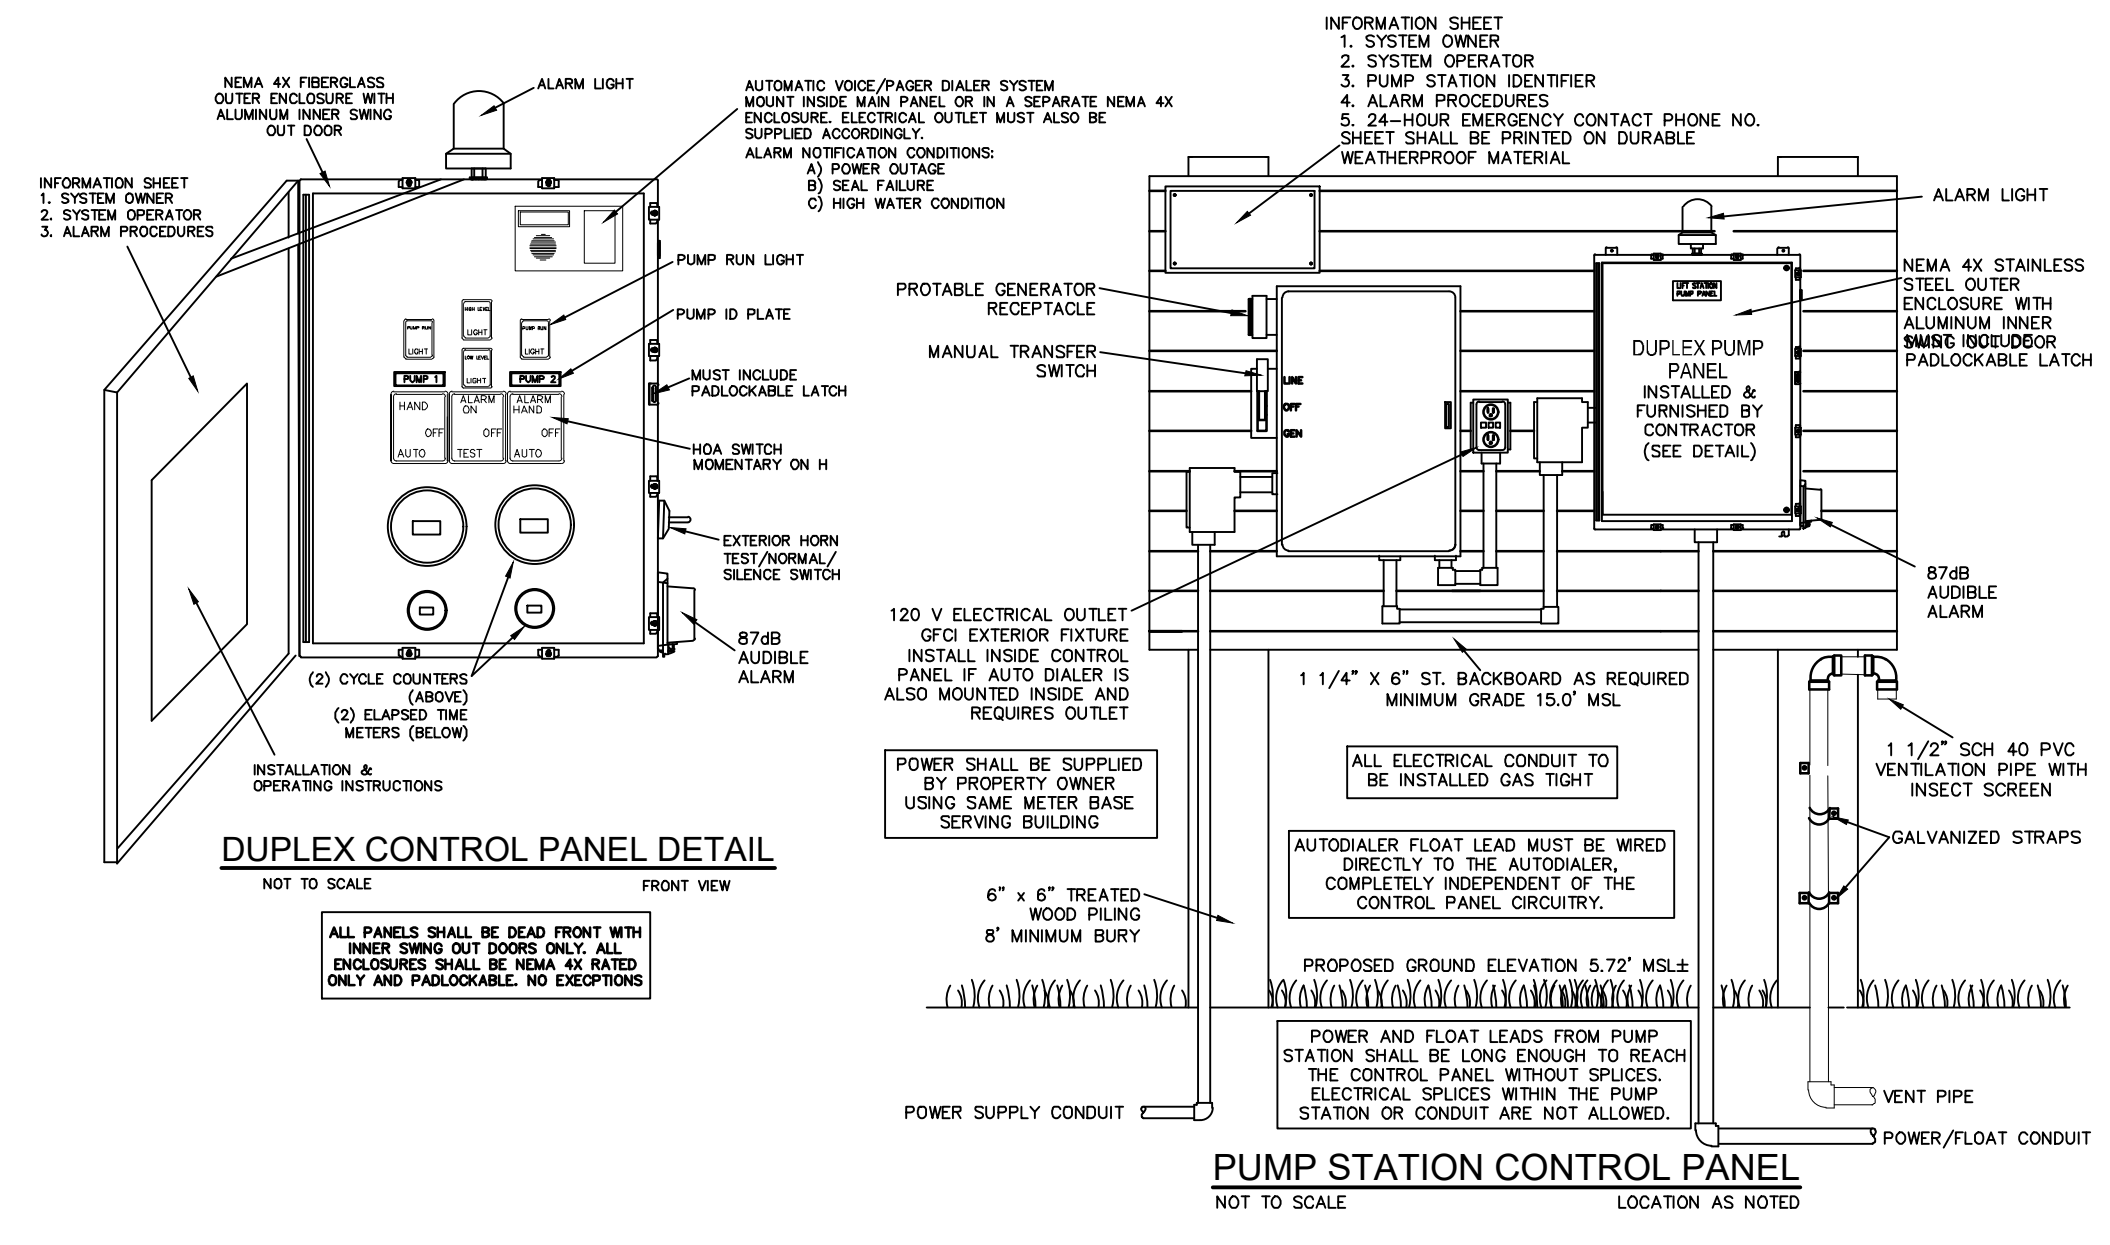 NEMA 4X FIBERGLASS
OUTER ENCLOSURE WITH
ALUMINUM INNER SWING
OUT DOOR
ALARM LIGHT
AUTOMATIC VOICE/PAGER DIALER SYSTEM
MOUNT INSIDE MAIN PANEL OR IN A SEPARATE NEMA 4X
ENCLOSURE. ELECTRICAL OUTLET MUST ALSO BE
SUPPLIED ACCORDINGLY.
ALARM NOTIFICATION CONDITIONS:
A) POWER OUTAGE
B) SEAL FAILURE
C) HIGH WATER CONDITION
INFORMATION SHEET
1. SYSTEM OWNER
2. SYSTEM OPERATOR
3. ALARM PROCEDURES
PUMP RUN LIGHT
PUMP ID PLATE
MUST INCLUDE
PADLOCKABLE LATCH
HOA SWITCH
MOMENTARY ON H
EXTERIOR HORN
TEST/NORMAL/
SILENCE SWITCH
87dB
AUDIBLE
ALARM
PUMP RUN
LIGHT
HIGH LEVEL
LIGHT
PUMP RUN
LIGHT
LOW LEVEL
LIGHT
PUMP 1
PUMP 2
HAND
OFF
AUTO
ALARM
ON
OFF
TEST
ALARM
HAND
OFF
AUTO
(2) CYCLE COUNTERS
(ABOVE)
(2) ELAPSED TIME
METERS (BELOW)
INSTALLATION &
OPERATING INSTRUCTIONS
DUPLEX CONTROL PANEL DETAIL
NOT TO SCALE
FRONT VIEW
ALL PANELS SHALL BE DEAD FRONT WITH
INNER SWING OUT DOORS ONLY. ALL
ENCLOSURES SHALL BE NEMA 4X RATED
ONLY AND PADLOCKABLE. NO EXECPTIONS
INFORMATION SHEET
1. SYSTEM OWNER
2. SYSTEM OPERATOR
3. PUMP STATION IDENTIFIER
4. ALARM PROCEDURES
5. 24-HOUR EMERGENCY CONTACT PHONE NO.
SHEET SHALL BE PRINTED ON DURABLE
WEATHERPROOF MATERIAL
ALARM LIGHT
PROTABLE GENERATOR
RECEPTACLE
MANUAL TRANSFER
SWITCH
LINE
OFF
GEN
LIFT STATION
PUMP PANEL
DUPLEX PUMP
PANEL
INSTALLED &
FURNISHED BY
CONTRACTOR
(SEE DETAIL)
NEMA 4X STAINLESS
STEEL OUTER
ENCLOSURE WITH
ALUMINUM INNER
SWING OUT DOOR
MUST INCLUDE
PADLOCKABLE LATCH
87dB
AUDIBLE
ALARM
120 V ELECTRICAL OUTLET
GFCI EXTERIOR FIXTURE
INSTALL INSIDE CONTROL
PANEL IF AUTO DIALER IS
ALSO MOUNTED INSIDE AND
REQUIRES OUTLET
1 1/4" X 6" ST. BACKBOARD AS REQUIRED
MINIMUM GRADE 15.0' MSL
POWER SHALL BE SUPPLIED
BY PROPERTY OWNER
USING SAME METER BASE
SERVING BUILDING
ALL ELECTRICAL CONDUIT TO
BE INSTALLED GAS TIGHT
1 1/2" SCH 40 PVC
VENTILATION PIPE WITH
INSECT SCREEN
GALVANIZED STRAPS
AUTODIALER FLOAT LEAD MUST BE WIRED
DIRECTLY TO THE AUTODIALER,
COMPLETELY INDEPENDENT OF THE
CONTROL PANEL CIRCUITRY.
6" x 6" TREATED
WOOD PILING
8' MINIMUM BURY
PROPOSED GROUND ELEVATION 5.72' MSL±
POWER AND FLOAT LEADS FROM PUMP
STATION SHALL BE LONG ENOUGH TO REACH
THE CONTROL PANEL WITHOUT SPLICES.
ELECTRICAL SPLICES WITHIN THE PUMP
STATION OR CONDUIT ARE NOT ALLOWED.
POWER SUPPLY CONDUIT
VENT PIPE
POWER/FLOAT CONDUIT
PUMP STATION CONTROL PANEL
NOT TO SCALE
LOCATION AS NOTED